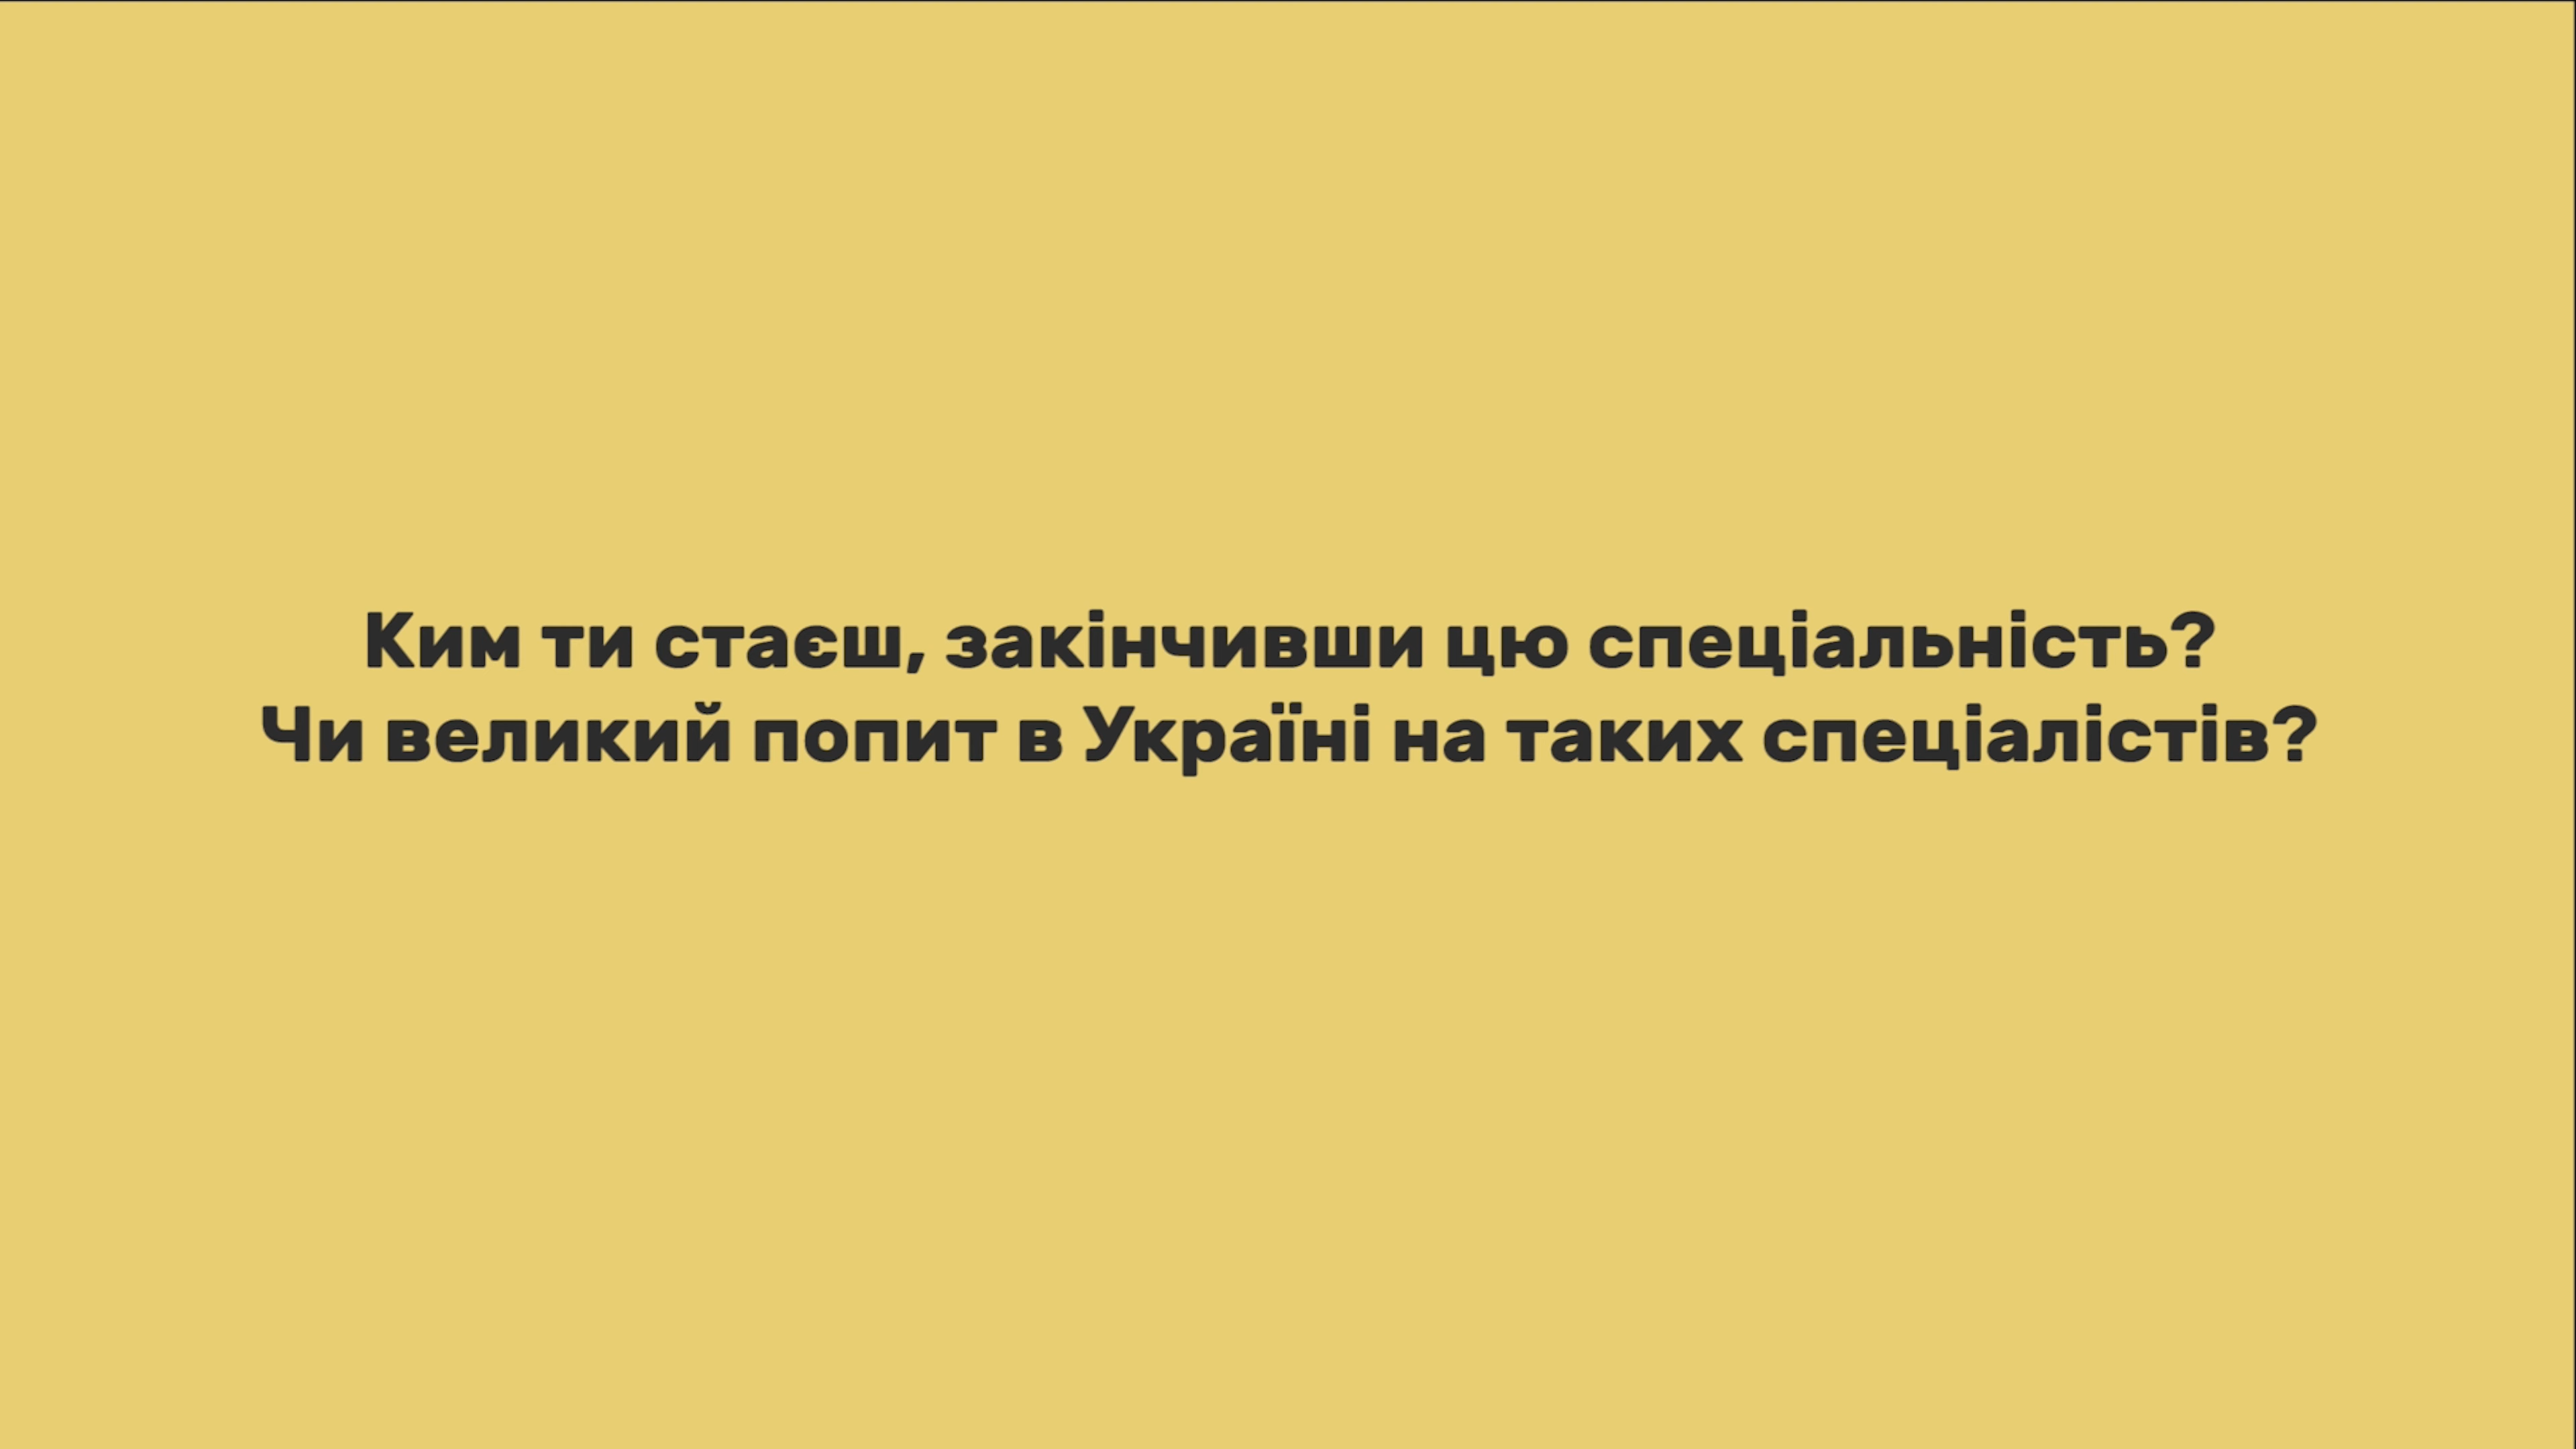 Ким ти стаєш, закінчивши цю спеціальність?
Чи великий попит в Україні на таких спеціалістів?